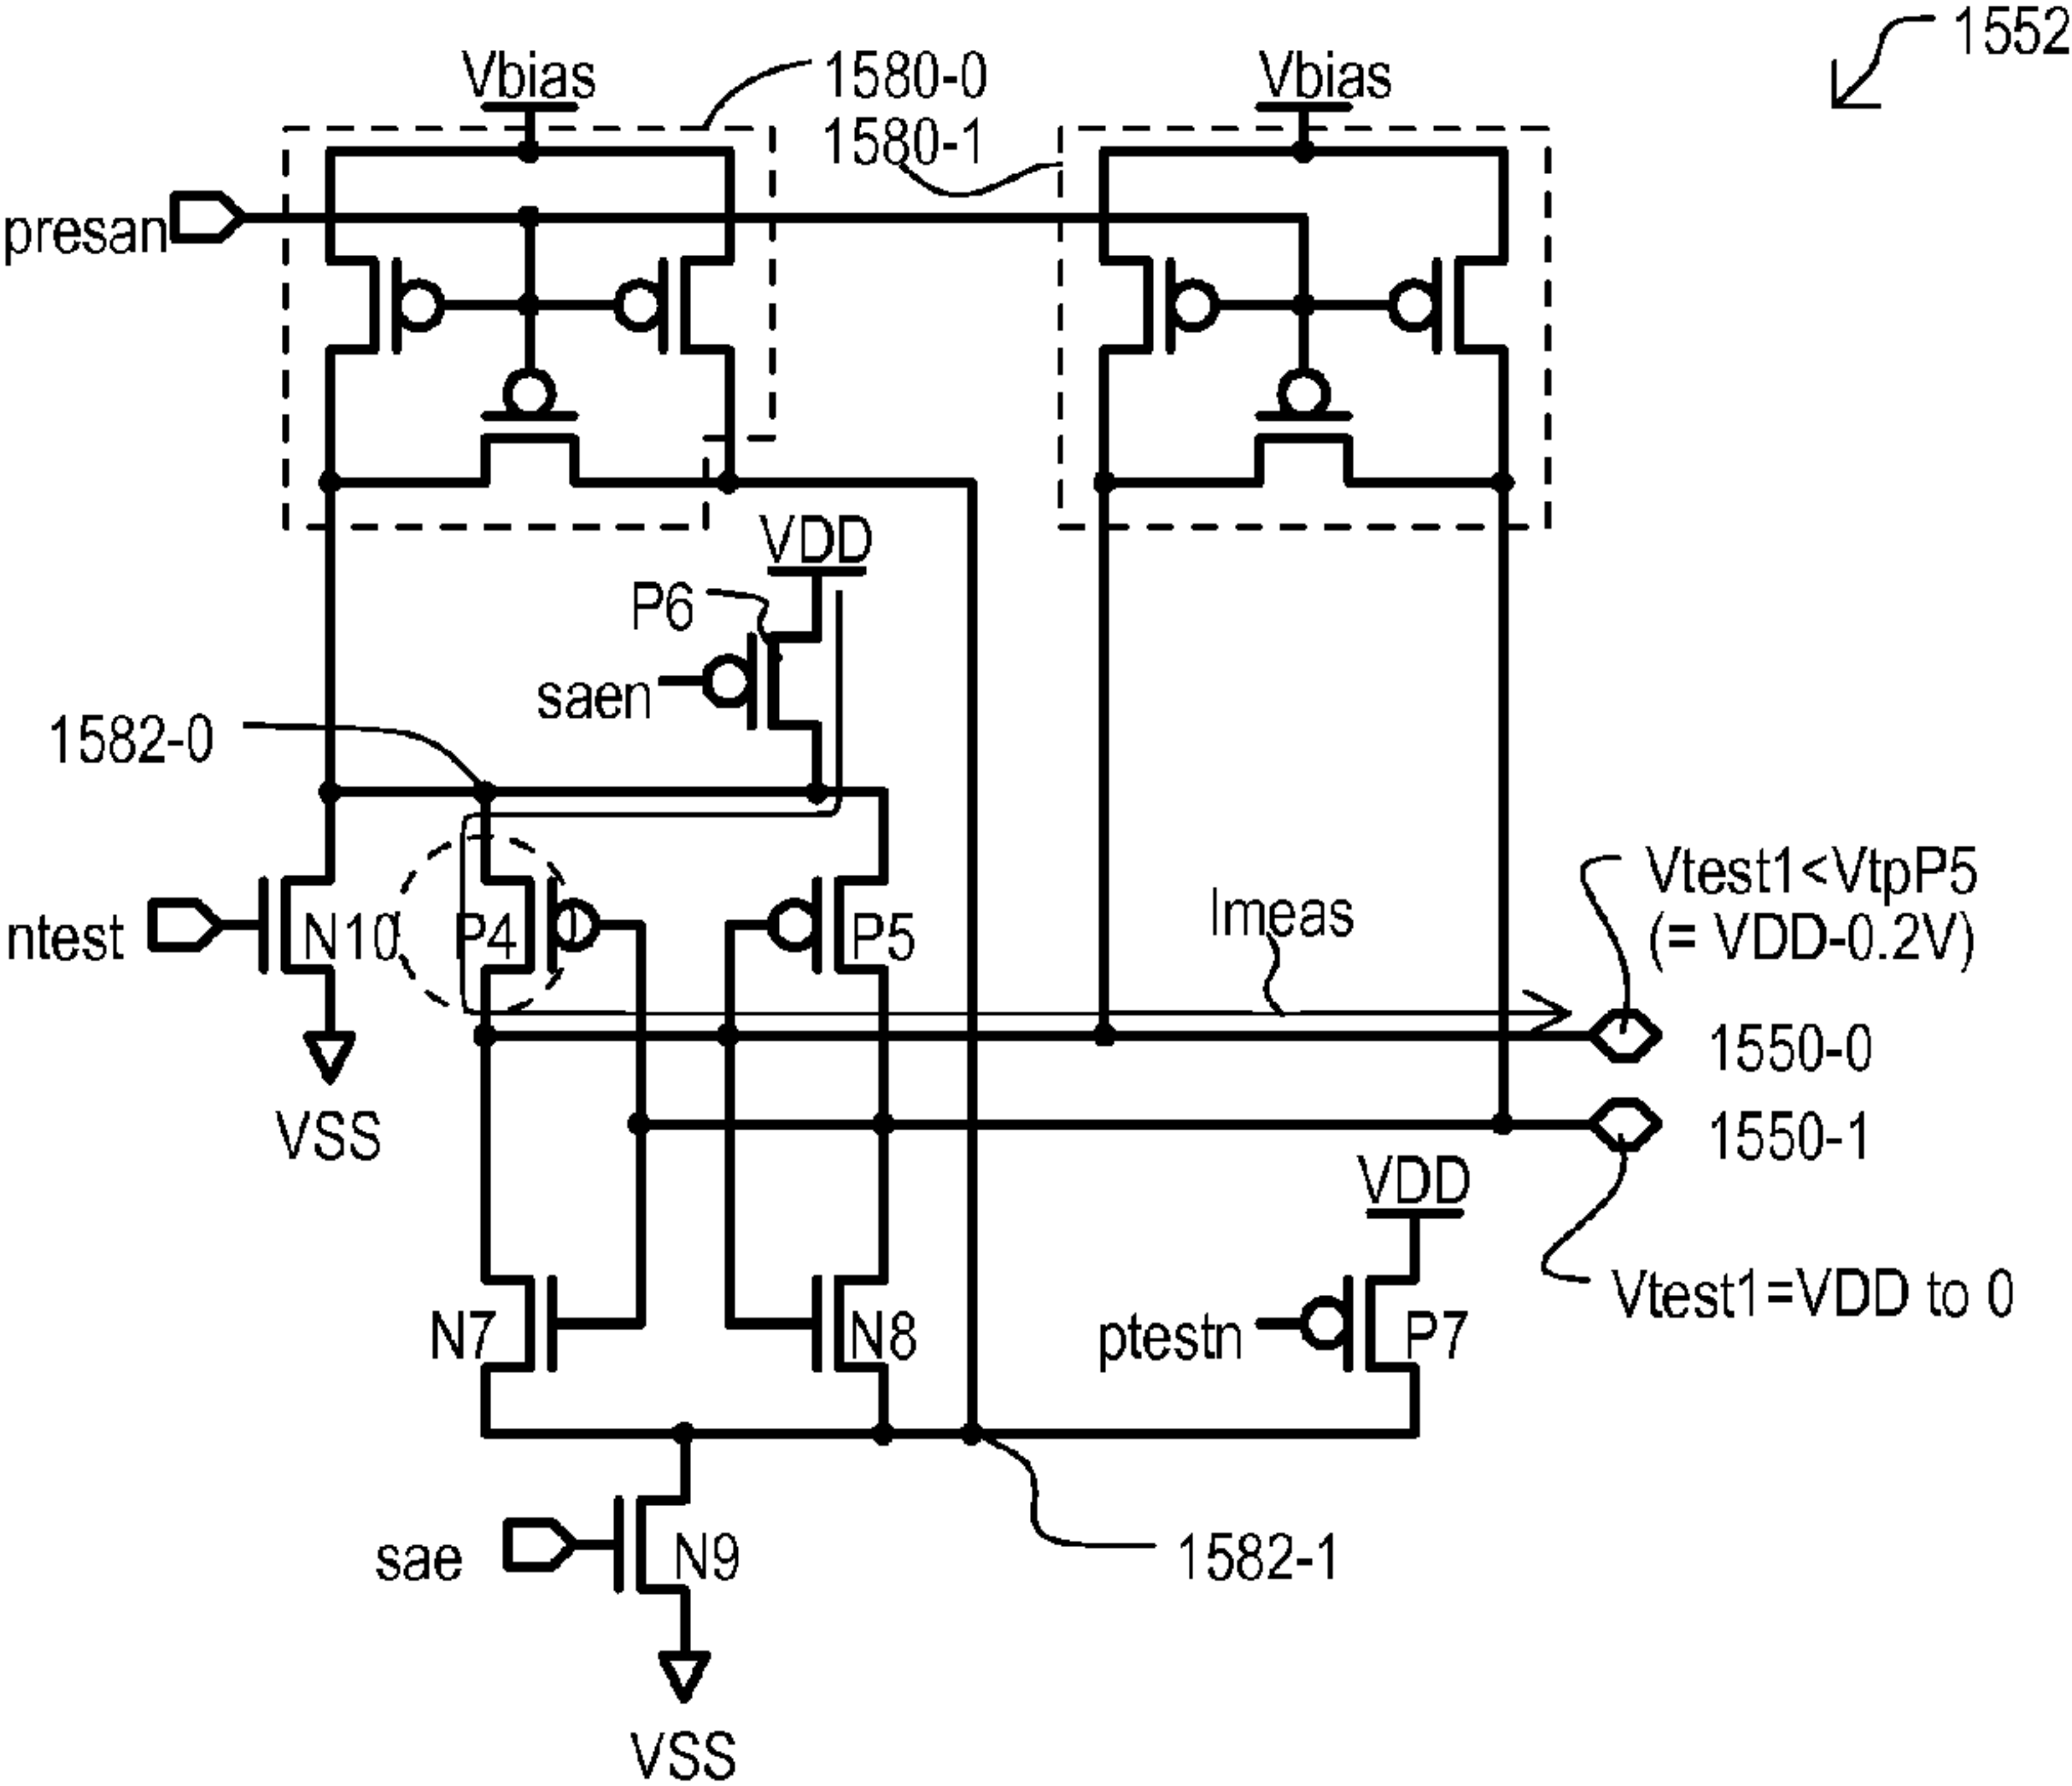 1552
Vbias
1580-0
Vbias
1580-1
presan
VDD
P6
saen
1582-0
Vtest1<VtpP5
(= VDD-0.2V)
Imeas
ntest
N10
P4
P5
1550-0
VSS
1550-1
VDD
Vtest1=VDD to 0
N7
N8
ptestn
P7
sae
N9
1582-1
VSS